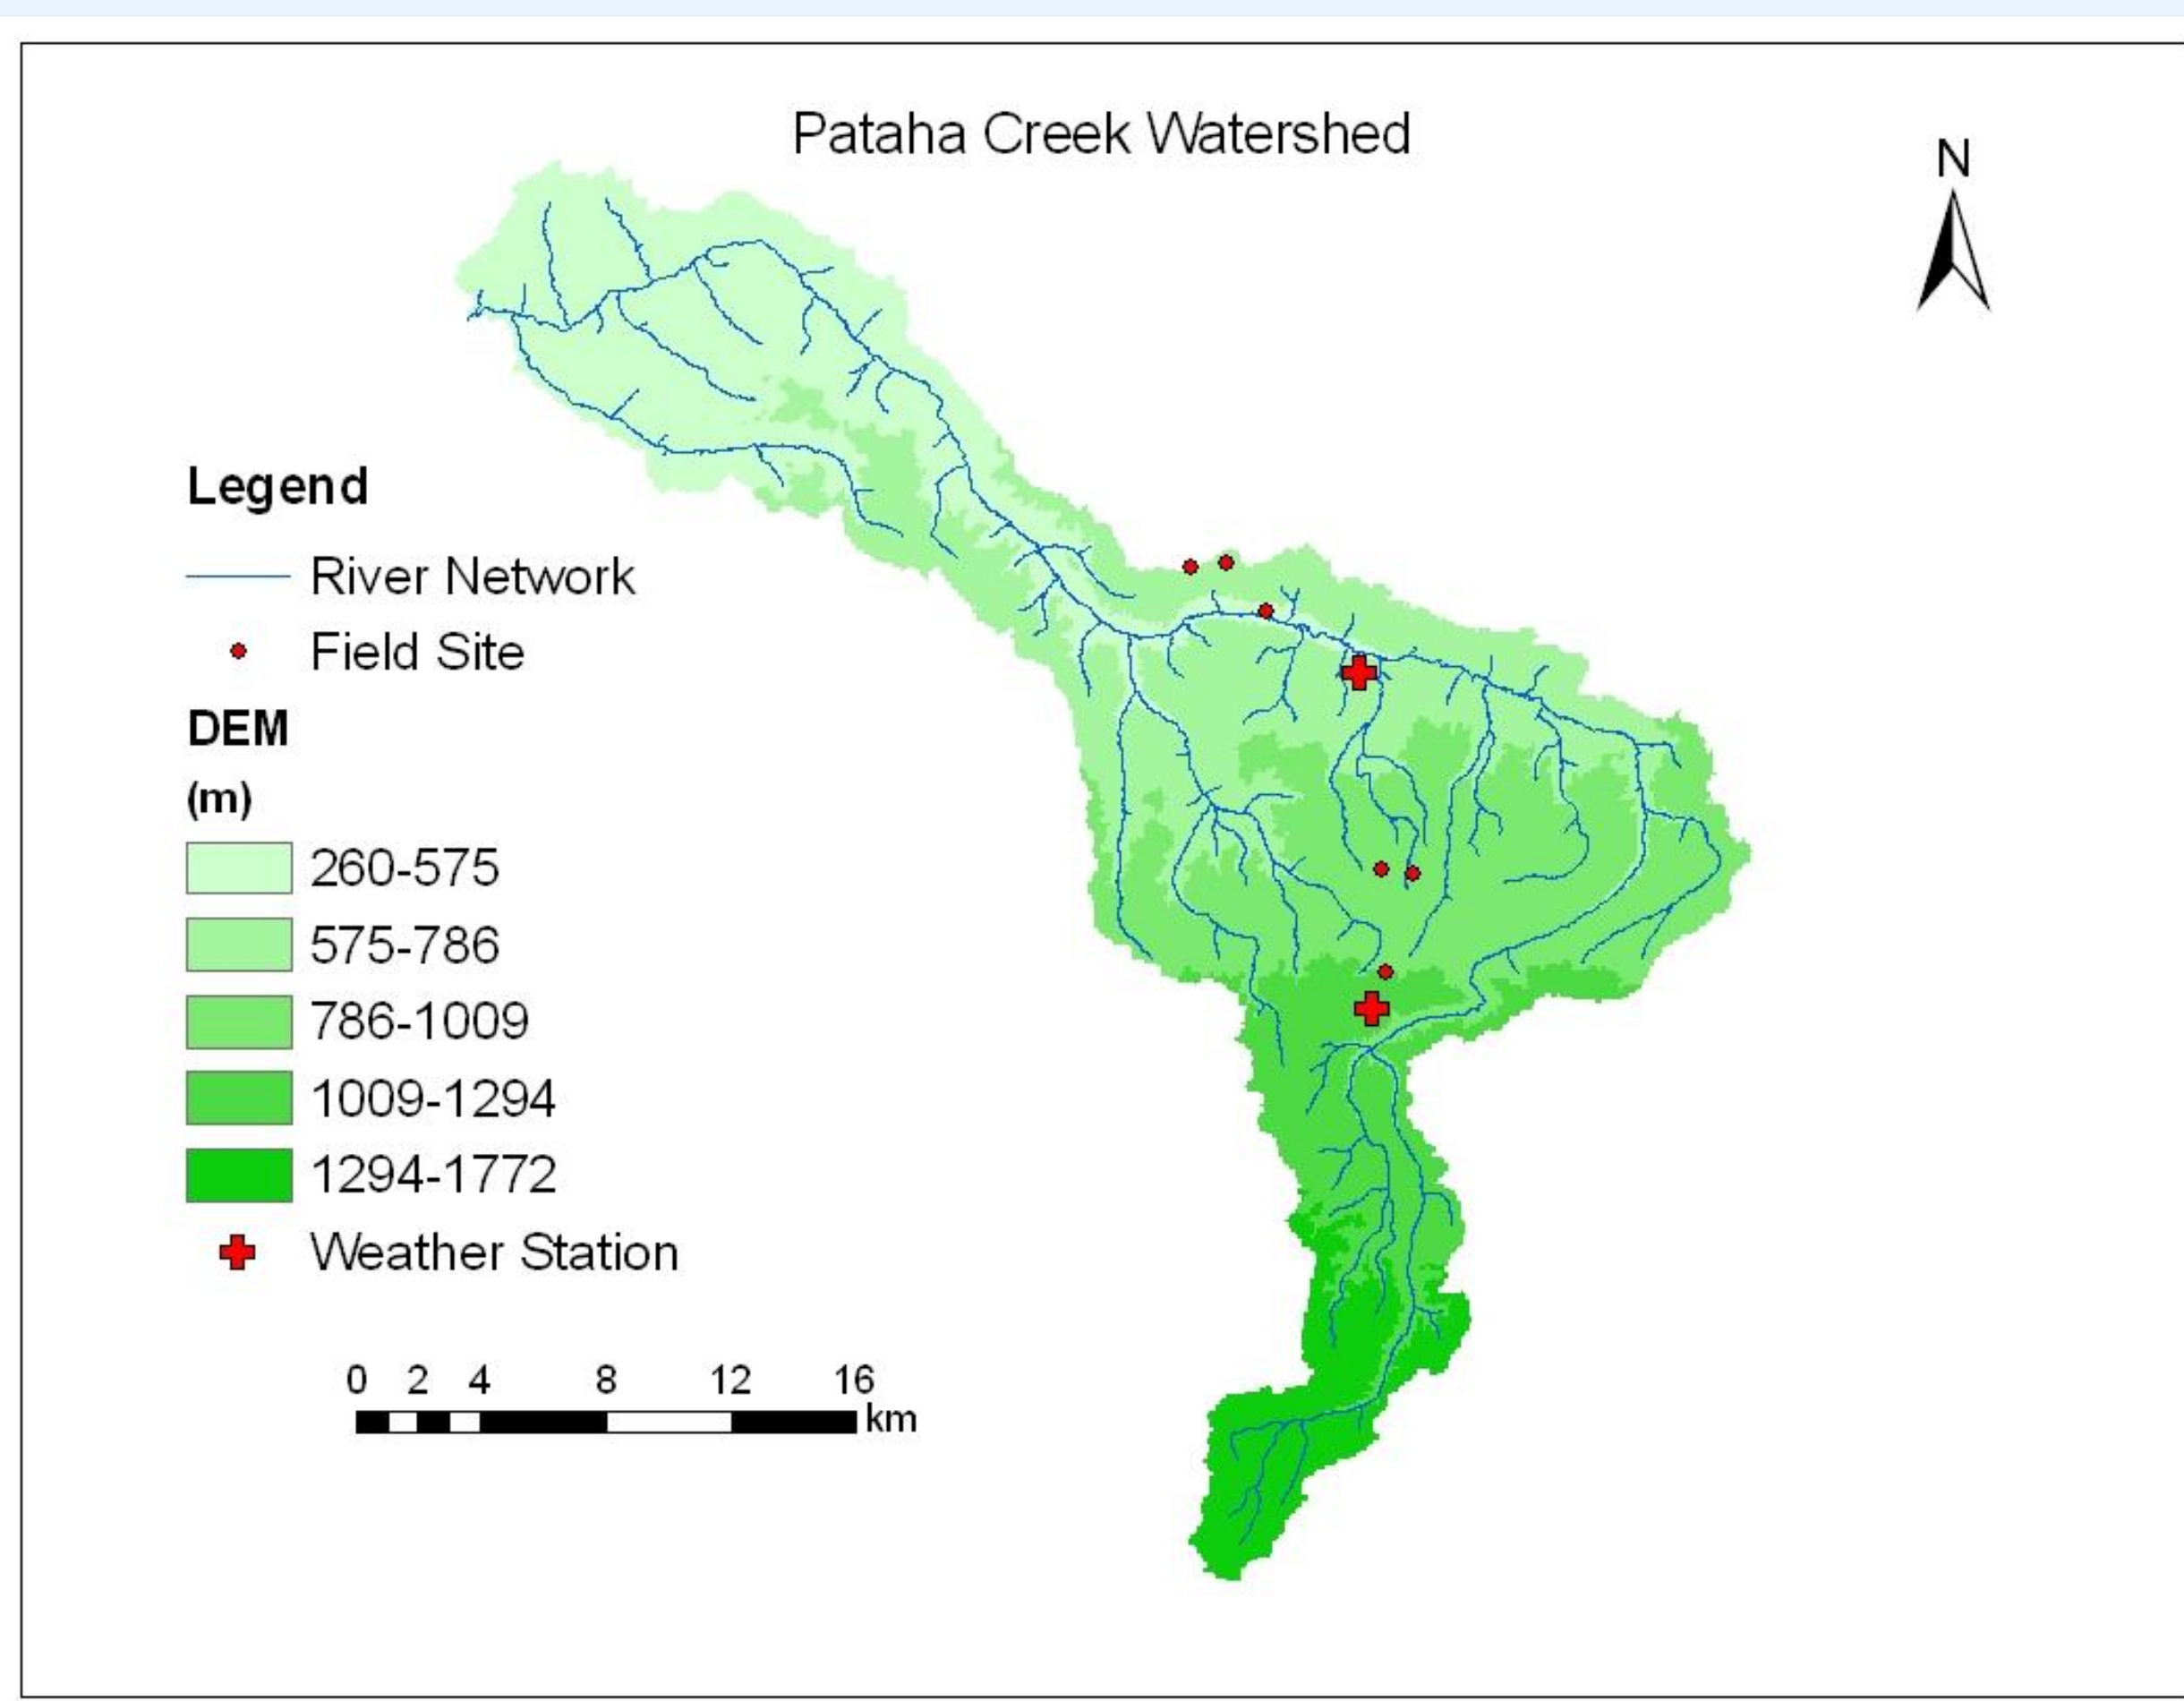 Pataha Creek Watershed
N
Legend
River Network
Field Site
DEM
(m)
260-575
575-786
786-1009
1009-1294
1294-1772
Weather Station
0 2 4 8 12 16
km